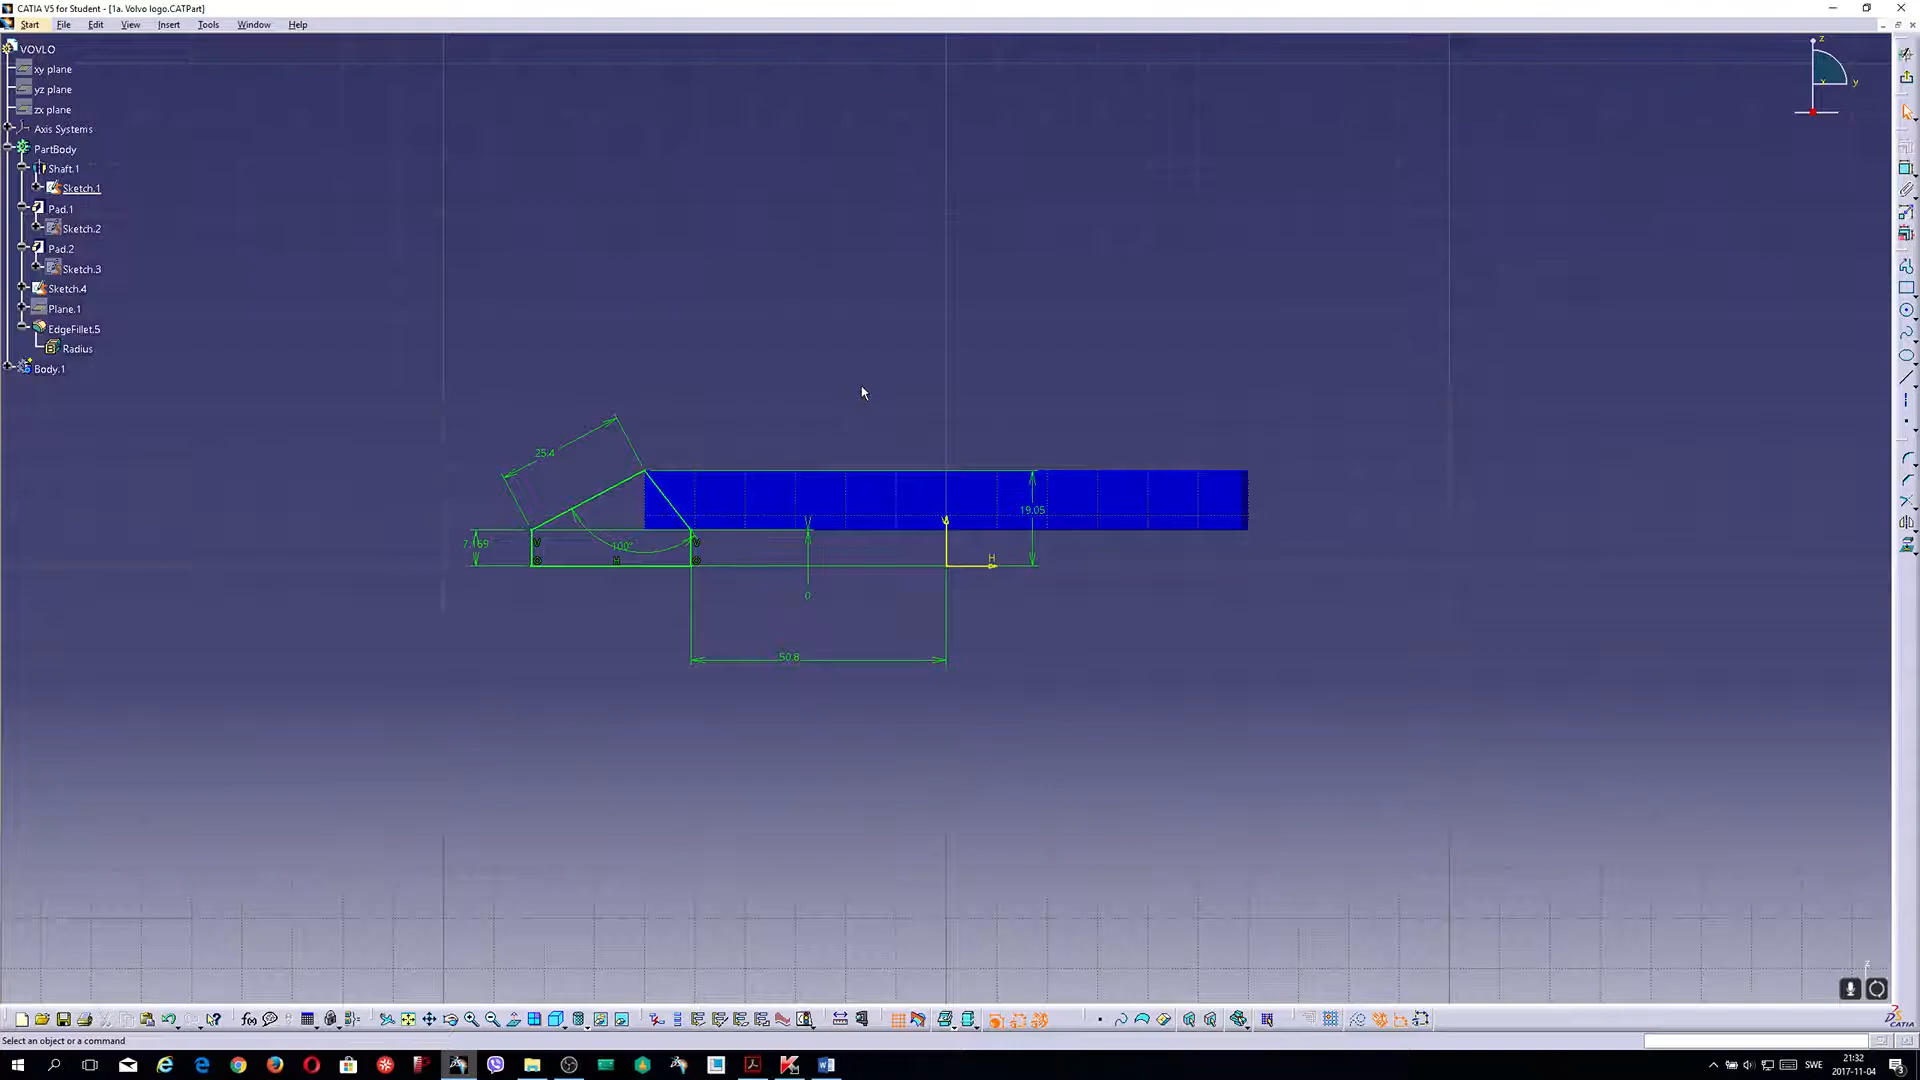 CATIA V5 for Student - [1a. Volvo logo.CATPart]
Start File Edit View Insert Tools Window Help
VOVLO
xy plane
yz plane
zx plane
Axis Systems
PartBody
Shaft.1
Sketch.1
Pad.1
Sketch.2
Pad.2
Sketch.3
Sketch.4
Plane.1
EdgeFillet.5
Radius
Body.1
z
x y
25.4
19.05
100°
V V
H
H
0
50.8
z
CATIA
Select an object or a command
SWE
21:32
2017-11-04